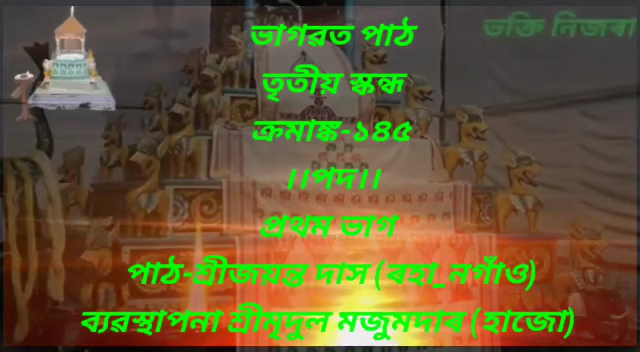 ভক্তি নিজৰা
ভাগৱত পাঠ
তৃতীয় স্কন্ধ
ক্ৰমাঙ্ক-১৪৫
।।পদ।।
প্ৰথম ভাগ
পাঠ-শ্ৰীজয়ন্ত দাস (ৰহা_নগাঁও)
ব্যৱস্থাপনা শ্ৰীমৃদুল মজুমদাৰ (হাজো)